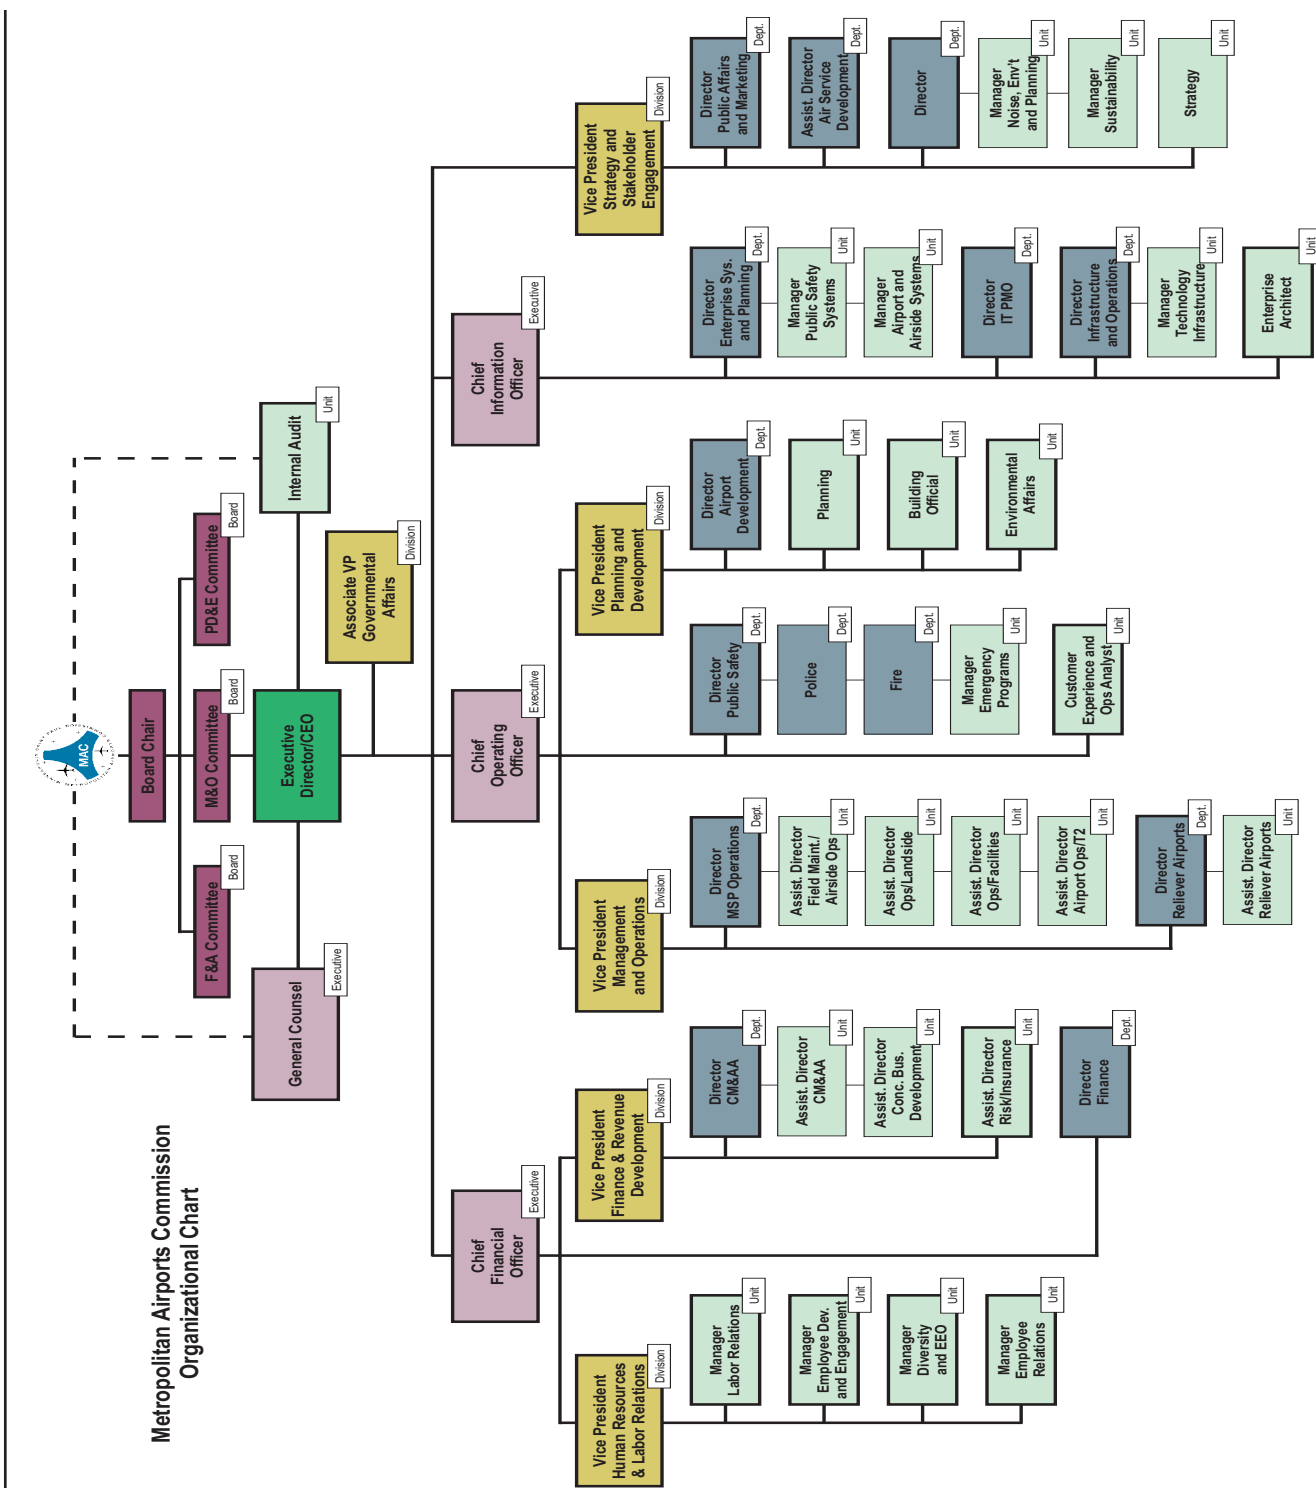 Metropolitan Airports Commission
Organizational Chart
MAC
Board Chair
F&A Committee
Board
M&O Committee
Board
PD&E Committee
Board
General Counsel
Executive
Executive
Director/CEO
Internal Audit
Unit
Associate VP
Governmental
Affairs
Division
Chief
Financial
Officer
Executive
Chief
Operating
Officer
Executive
Chief
Information
Officer
Executive
Vice President
Human Resources
& Labor Relations
Division
Vice President
Finance & Revenue
Development
Division
Vice President
Management
and Operations
Division
Vice President
Planning and
Development
Division
Vice President
Strategy and
Stakeholder
Engagement
Division
Manager
Labor Relations
Unit
Manager
Employee Dev.
and Engagement
Unit
Manager
Diversity
and EEO
Unit
Manager
Employee
Relations
Unit
Director
CM&AA
Dept.
Assist. Director
CM&AA
Unit
Assist. Director
Conc. Bus.
Development
Unit
Assist. Director
Risk/Insurance
Unit
Director
Finance
Dept.
Director
MSP Operations
Dept.
Assist. Director
Field Maint./
Airside Ops
Unit
Assist. Director
Ops/Landside
Unit
Assist. Director
Ops/Facilities
Unit
Assist. Director
Airport Ops/T2
Unit
Director
Reliever Airports
Dept.
Assist. Director
Reliever Airports
Unit
Director
Public Safety
Dept.
Police
Dept.
Fire
Dept.
Manager
Emergency
Programs
Unit
Customer
Experience and
Ops Analyst
Unit
Director
Airport
Development
Dept.
Planning
Unit
Building
Official
Unit
Environmental
Affairs
Unit
Director
Enterprise Sys.
and Planning
Dept.
Manager
Public Safety
Systems
Unit
Manager
Airport and
Airside Systems
Unit
Director
IT PMO
Dept.
Director
Infrastructure
and Operations
Dept.
Manager
Technology
Infrastructure
Unit
Enterprise
Architect
Unit
Director
Public Affairs
and Marketing
Dept.
Assist. Director
Air Service
Development
Dept.
Director
Dept.
Manager
Noise, Env't
and Planning
Unit
Manager
Sustainability
Unit
Strategy
Unit